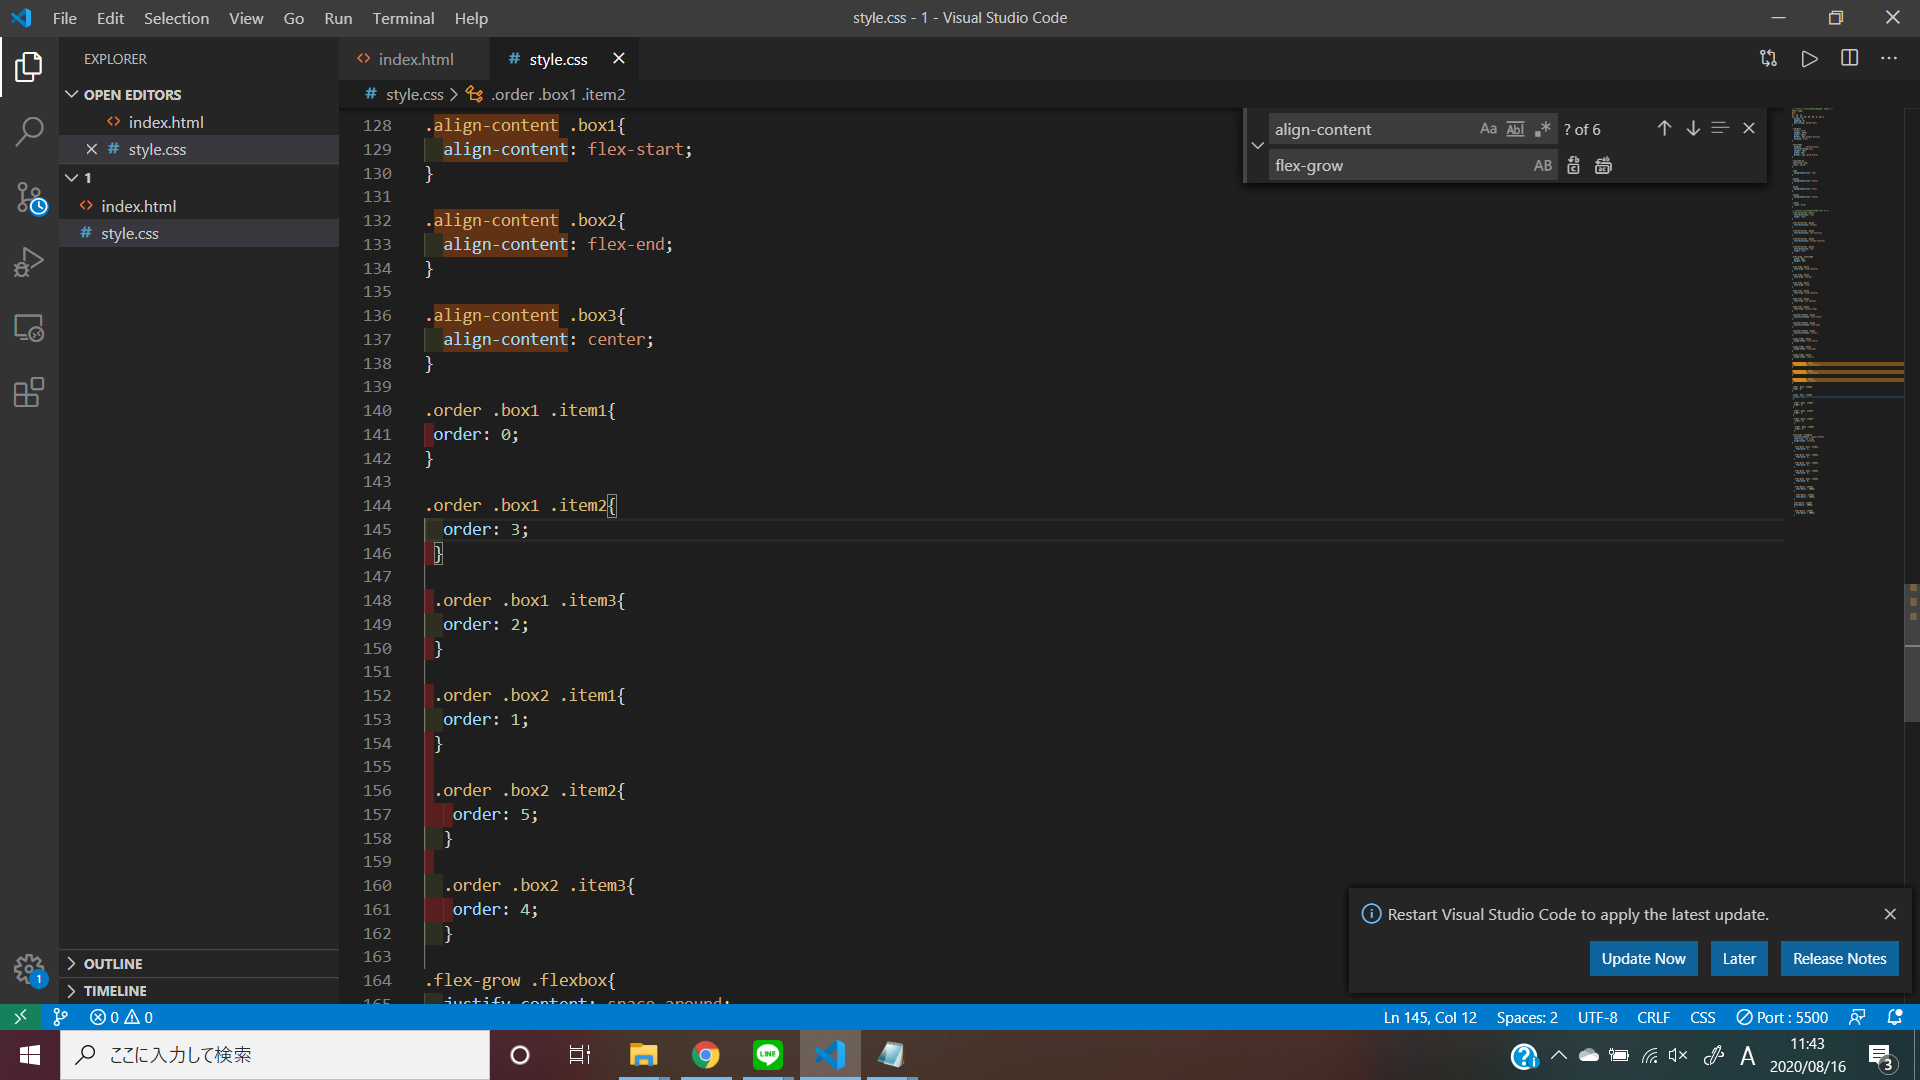 File Edit Selection View Go Run Terminal Help
style.css - 1 - Visual Studio Code
EXPLORER
OPEN EDITORS
index.html
style.css
1
index.html
style.css
OUTLINE
TIMELINE
index.html
style.css
style.css > .order .box1 .item2
128 .align-content .box1{
129 align-content: flex-start;
130 }
131
132 .align-content .box2{
133 align-content: flex-end;
134 }
135
136 .align-content .box3{
137 align-content: center;
138 }
139
140 .order .box1 .item1{
141 order: 0;
142 }
143
144 .order .box1 .item2{
145 order: 3;
146 }
147
148 .order .box1 .item3{
149 order: 2;
150 }
151
152 .order .box2 .item1{
153 order: 1;
154 }
155
156 .order .box2 .item2{
157 order: 5;
158 }
159
160 .order .box2 .item3{
161 order: 4;
162 }
163
164 .flex-grow .flexbox{
165 justify-content: space-around;
align-content Aa Abl .* ? of 6
flex-grow AB
Restart Visual Studio Code to apply the latest update.
Update Now Later Release Notes
1
0 0
Ln 145, Col 12 Spaces: 2 UTF-8 CRLF CSS Port : 5500
ここに入力して検索
LINE
A
11:43
2020/08/16
3